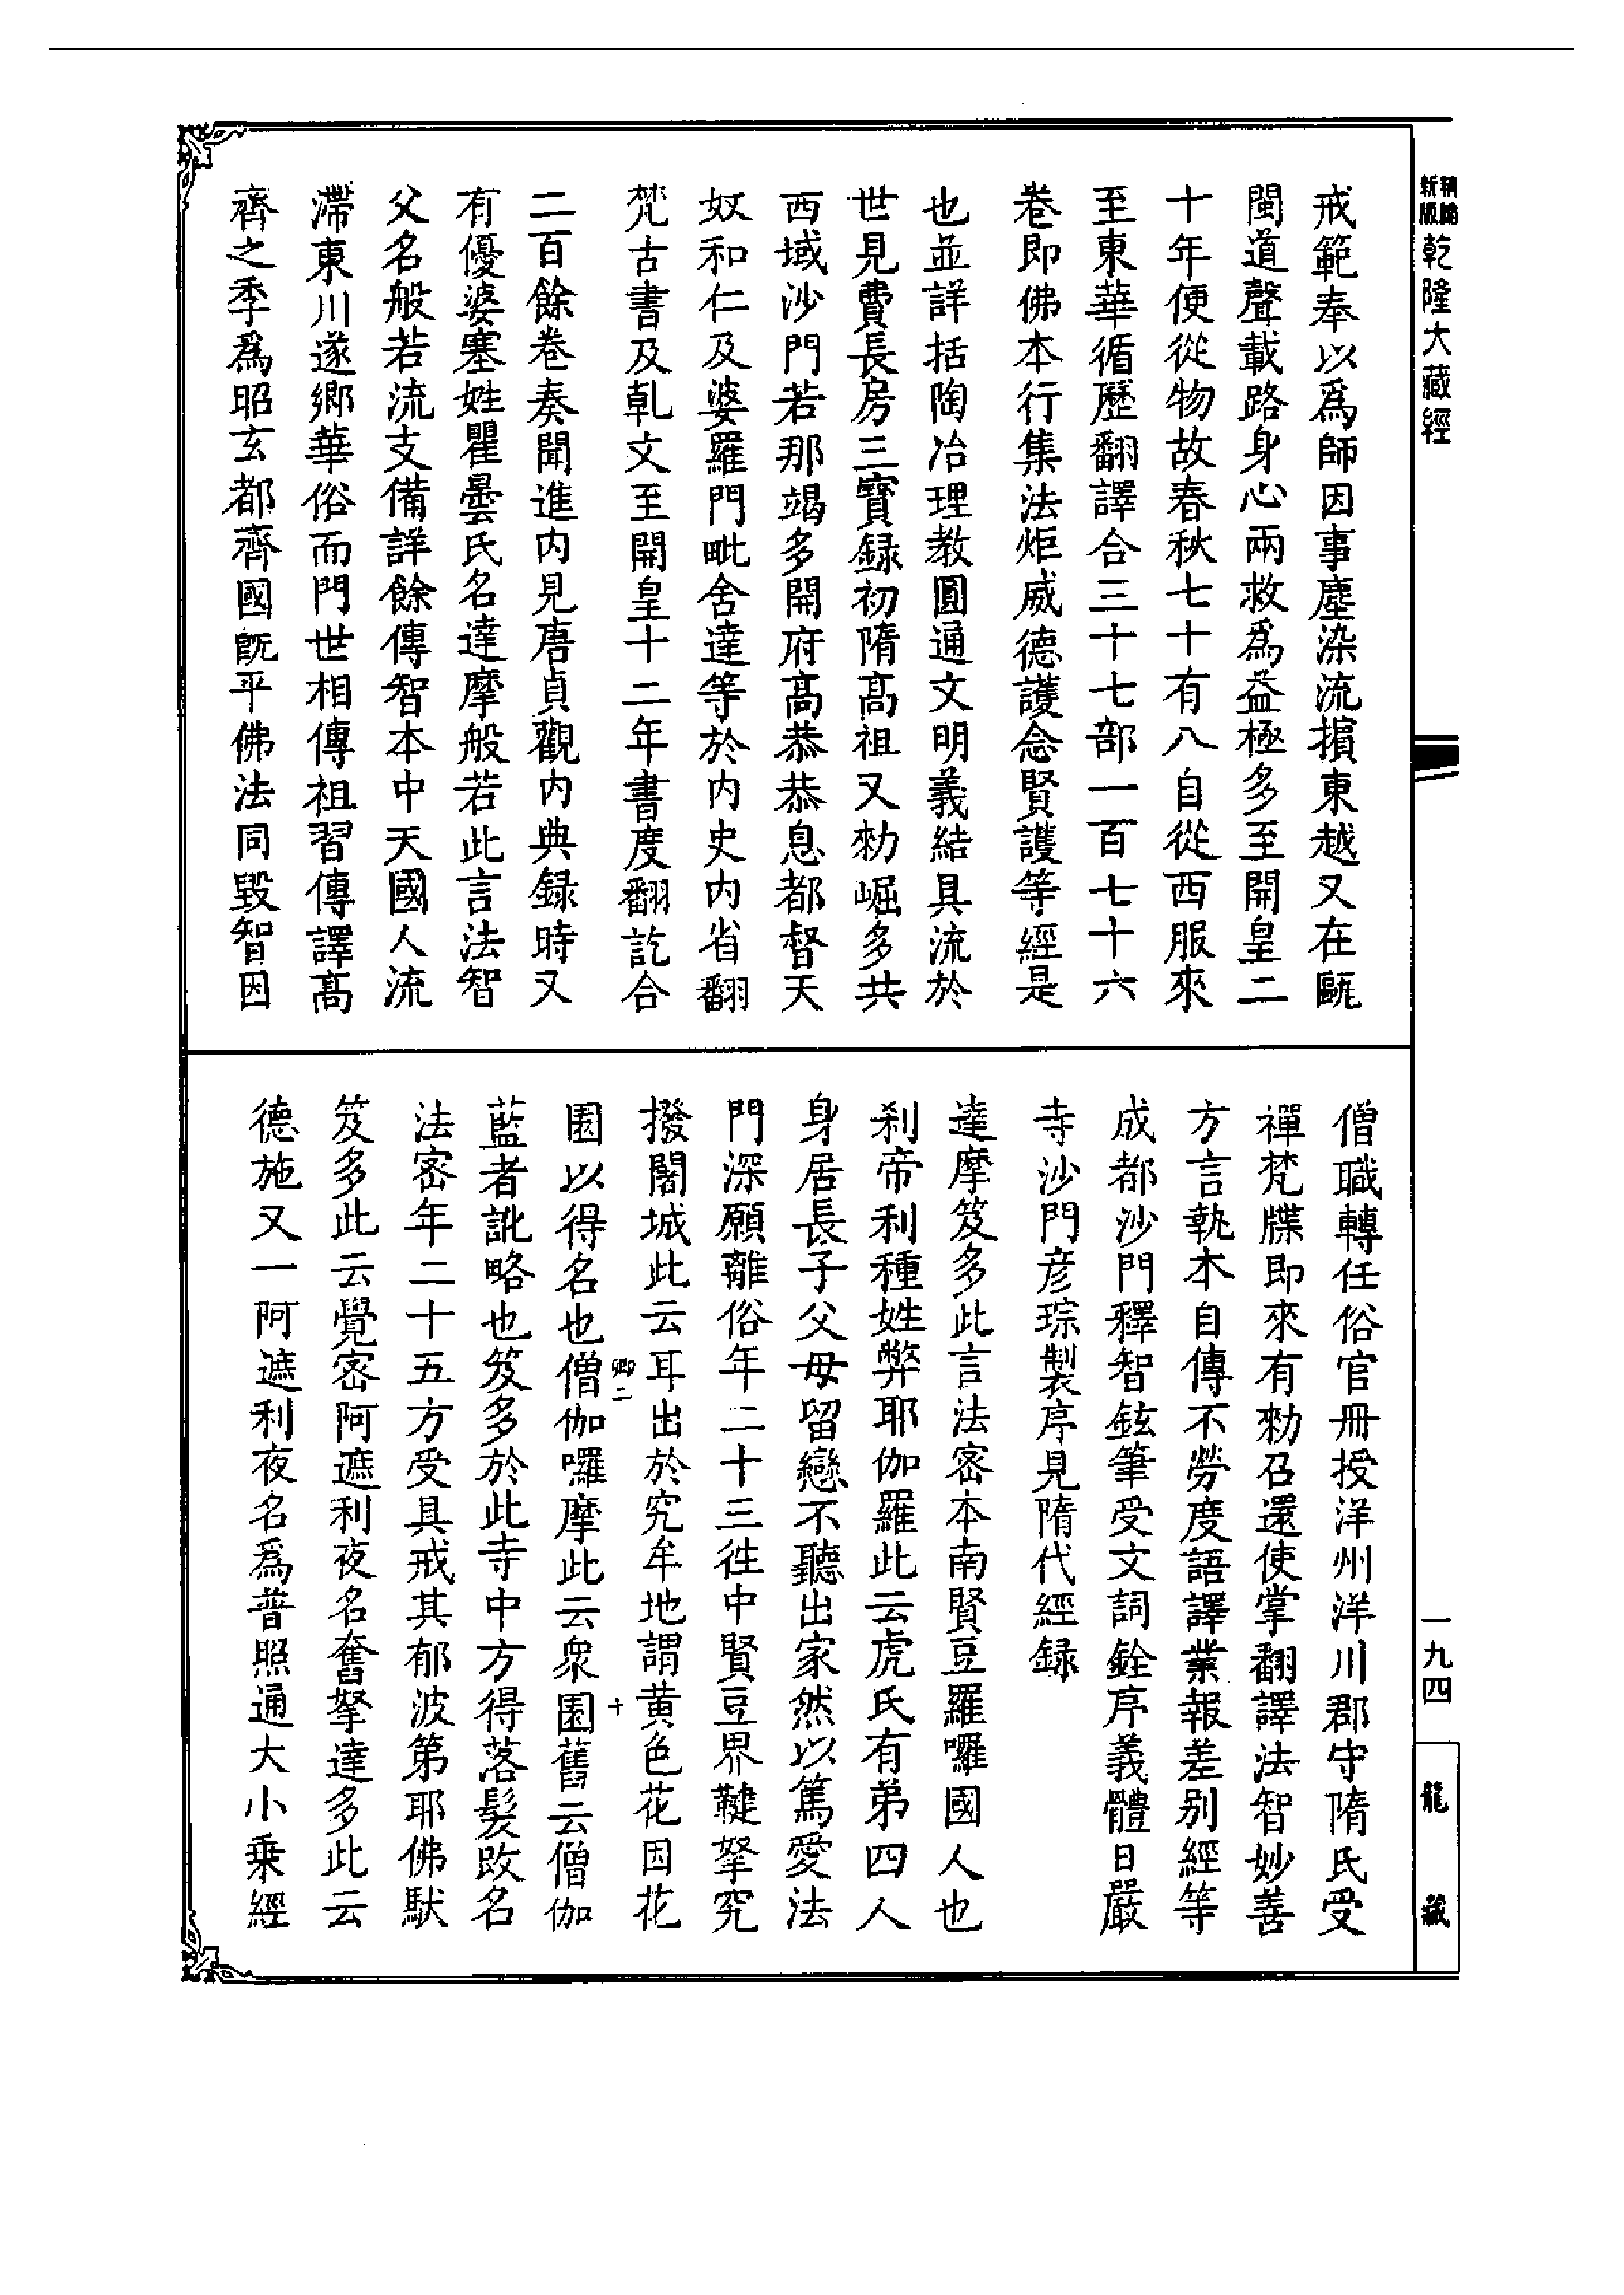 精縮新版乾隆大藏經
戒範奉以為師因事塵染流擯東越又在甌
閩道聲載路身心兩救為益極多至開皇二
十年便從物故春秋七十有八自從西服來
至東華循歷翻譯合三十七部一百七十六
卷即佛本行集法炬威德護念賢護等經是
也並詳括陶冶理教圓通文明義結具流於
世見費長房三寶録初隋高祖又勑崛多共
西域沙門若那竭多開府高恭恭息都督天
奴和仁及婆羅門毗舍達等於内史内省翻
梵古書及乹文至開皇十二年書度翻訖合
二百餘卷奏聞進内見唐貞觀内典録時又
有優婆塞姓瞿曇氏名達摩般若此言法智
父名般若流支備詳餘傳智本中天國人流
滯東川遂鄉華俗而門世相傳祖習傳譯高
齊之季為昭玄都齊國旣平佛法同毀智因
僧職轉任俗官冊授洋州洋川郡守隋氏受
禪梵牒即來有勑召還使掌翻譯法智妙善
方言執本自傳不勞度語譯業報差别經等
成都沙門釋智鉉筆受文詞銓序義體日嚴
寺沙門彦琮製序見隋代經録
達摩笈多此言法密本南賢豆羅囉國人也
刹帝利種姓弊耶伽羅此云虎氏有弟四人
身居長子父母留戀不聽出家然以篤愛法
門深願離俗年二十三往中賢豆界鞬拏究
撥闍城此云耳出於究牟地謂黄色花因花
園以得名也僧伽囉摩此云衆園舊云僧伽
藍者訛略也笈多於此寺中方得落髮改名
法密年二十五方受具戒其郁波第耶佛馱
笈多此云覺密阿遮利夜名舊拏達多此云
德施又一阿遮利夜名為普照通大小乗經
卿二
十
一九四
龍藏